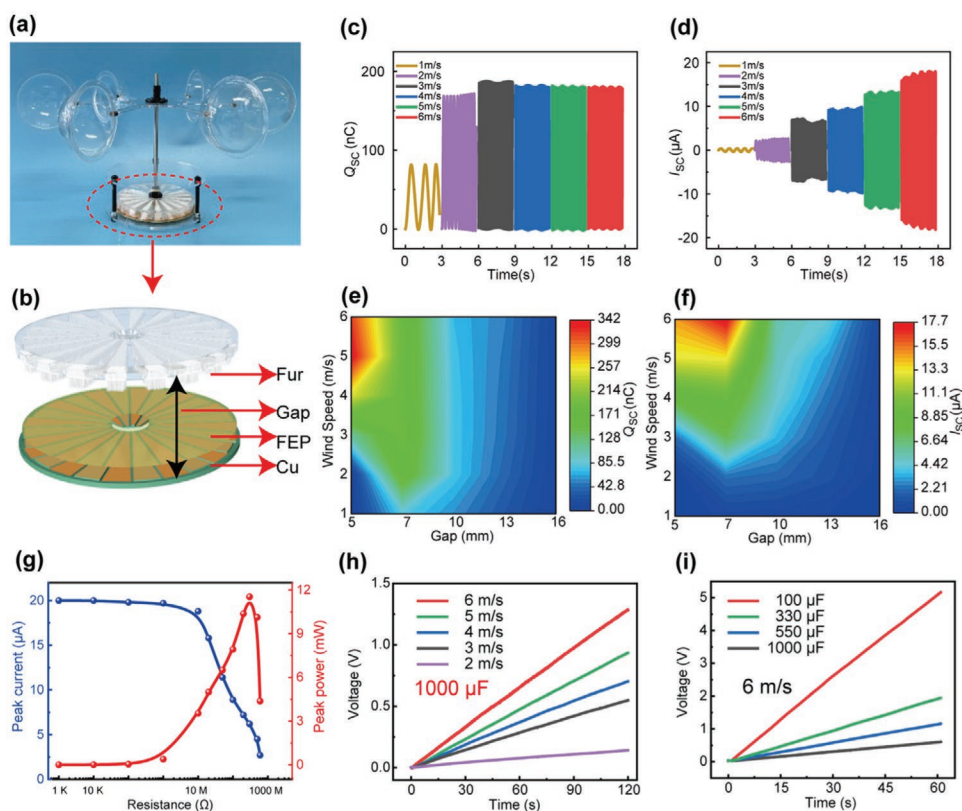 (a)
(b)
Fur
Gap
FEP
Cu
(c)
1m/s
2m/s
3m/s
4m/s
5m/s
6m/s
QSC (nC)
200
100
0
0 3 6 9 12 15 18
Time(s)
(d)
1m/s
2m/s
3m/s
4m/s
5m/s
6m/s
ISC(μA)
20
10
0
-10
-20
0 3 6 9 12 15 18
Time(s)
(e)
Wind Speed (m/s)
6
5
4
3
2
1
5 7 10 13 16
Gap (mm)
342
299
257
214
171
128
85.5
42.8
0.00
QSC(nC)
(f)
Wind Speed (m/s)
6
5
4
3
2
1
5 7 10 13 16
Gap (mm)
17.7
15.5
13.3
11.1
8.85
6.64
4.42
2.21
0.00
ISC(μA)
(g)
Peak current(μA)
20
15
10
5
0
1 K 10 K 10 M 1000 M
Resistance (Ω)
12
9
6
3
0
Peak power(mW)
(h)
Voltage (V)
1.5
1.0
0.5
0.0
6 m/s
5 m/s
4 m/s
3 m/s
2 m/s
1000 μF
0 20 40 60 80 100 120
Time (s)
(i)
Voltage (V)
5
4
3
2
1
0
100 μF
330 μF
550 μF
1000 μF
6 m/s
0 15 30 45 60
Time (s)